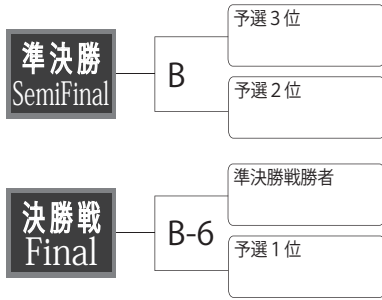 準決勝
SemiFinal
B
予選3位
予選2位
決勝戦
Final
B-6
準決勝戦勝者
予選1位